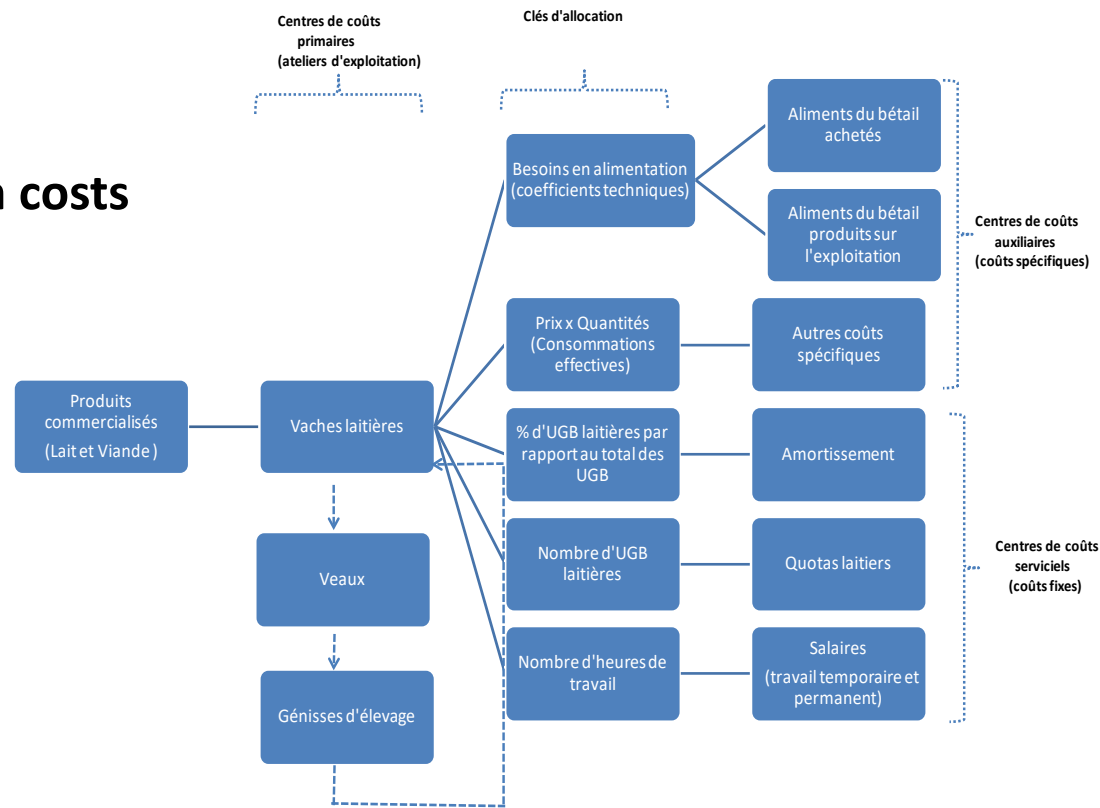 Centres de coûts
primaires
(ateliers d'exploitation)
Clés d'allocation
costs
Aliments du bétail
achetés
Besoins en alimentation
(coefficients techniques)
Aliments du bétail
produits sur
l'exploitation
Centres de coûts
auxiliaires
(coûts spécifiques)
Prix x Quantités
(Consommations
effectives)
Autres coûts
spécifiques
Produits
commercialisés
(Lait et Viande )
Vaches laitières
% d'UGB laitières par
rapport au total des
UGB
Amortissement
Veaux
Nombre d'UGB
laitières
Quotas laitiers
Centres de coûts
serviciels
(coûts fixes)
Génisses d'élevage
Nombre d'heures de
travail
Salaires
(travail temporaire et
permanent)